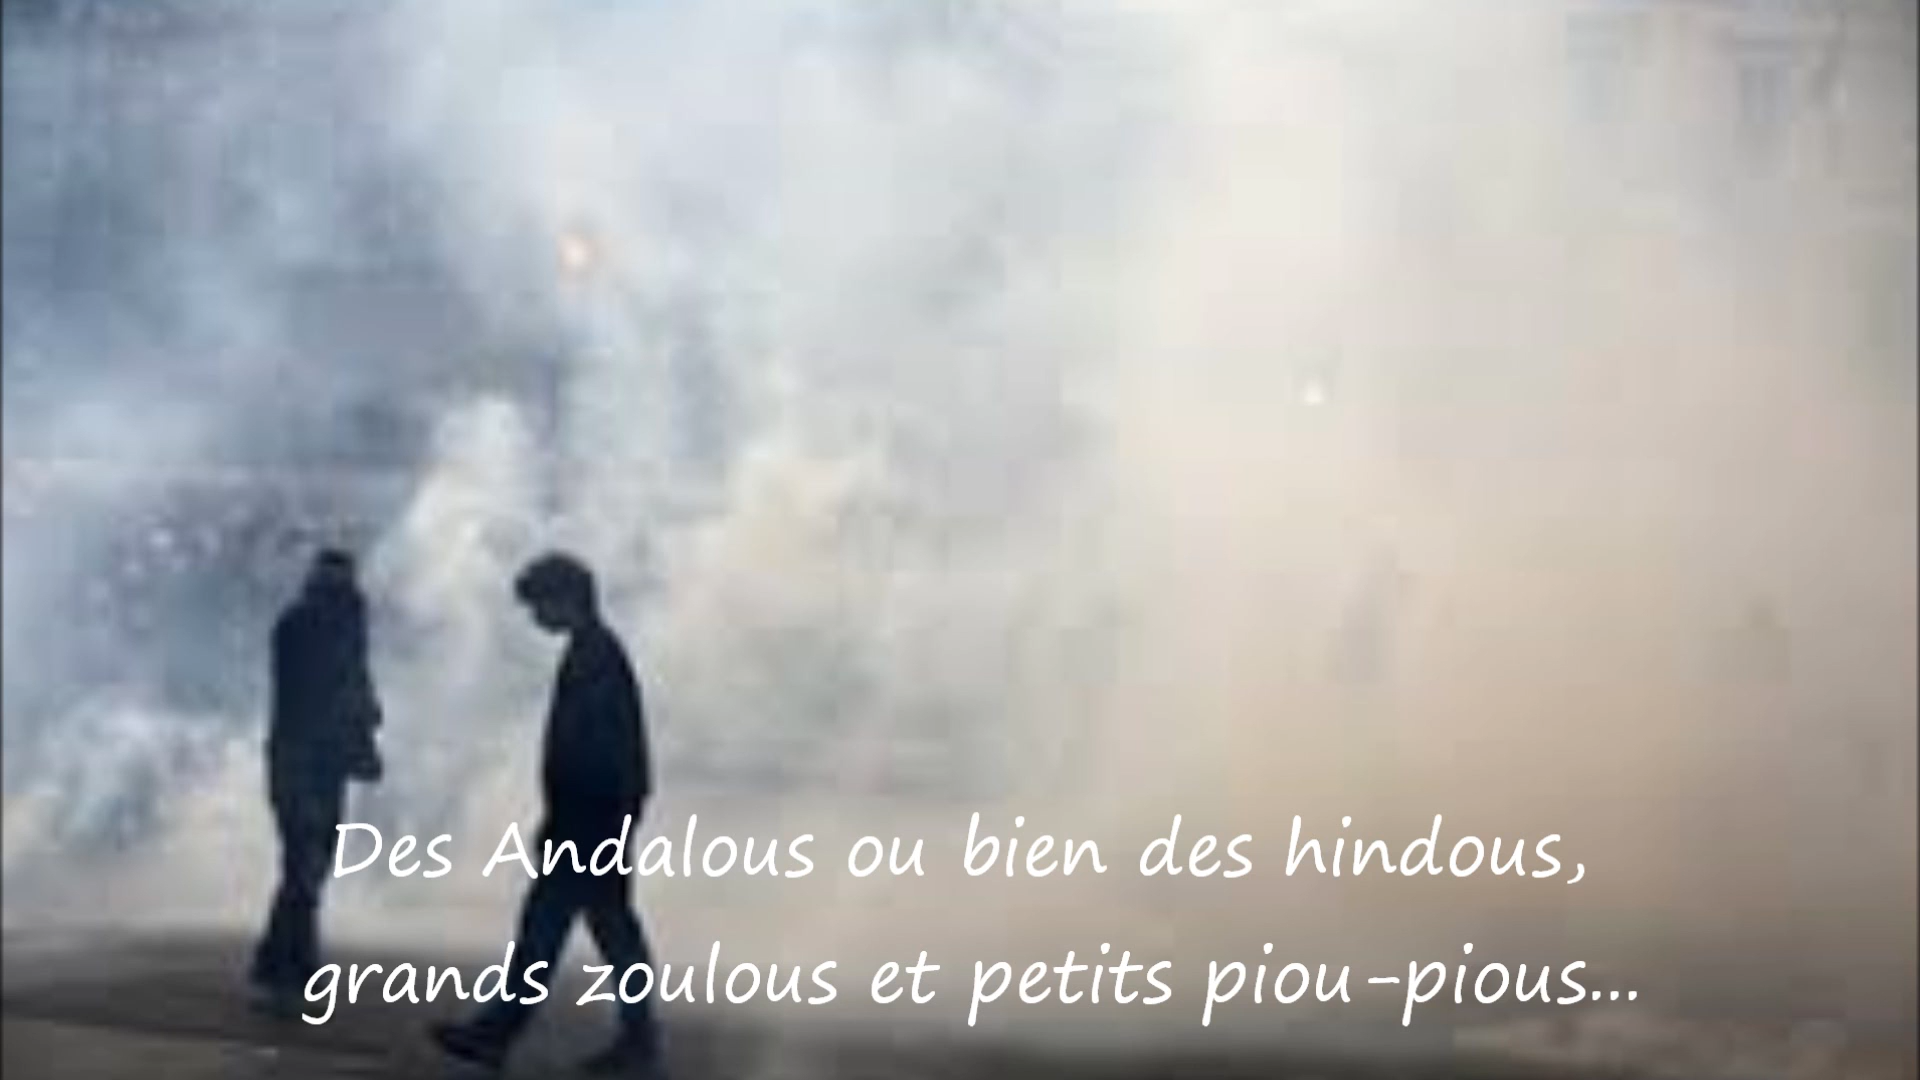 Des Andalous ou bien des hindous,
grands zoulous et petits piou-pious...